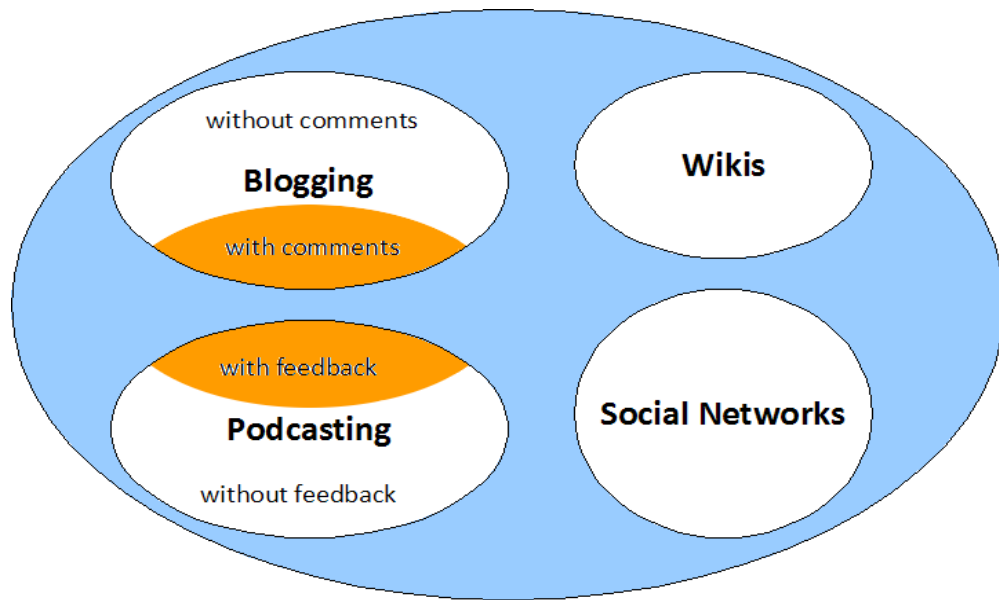 without comments
Blogging
with comments
with feedback
Podcasting
without feedback
Wikis
Social Networks